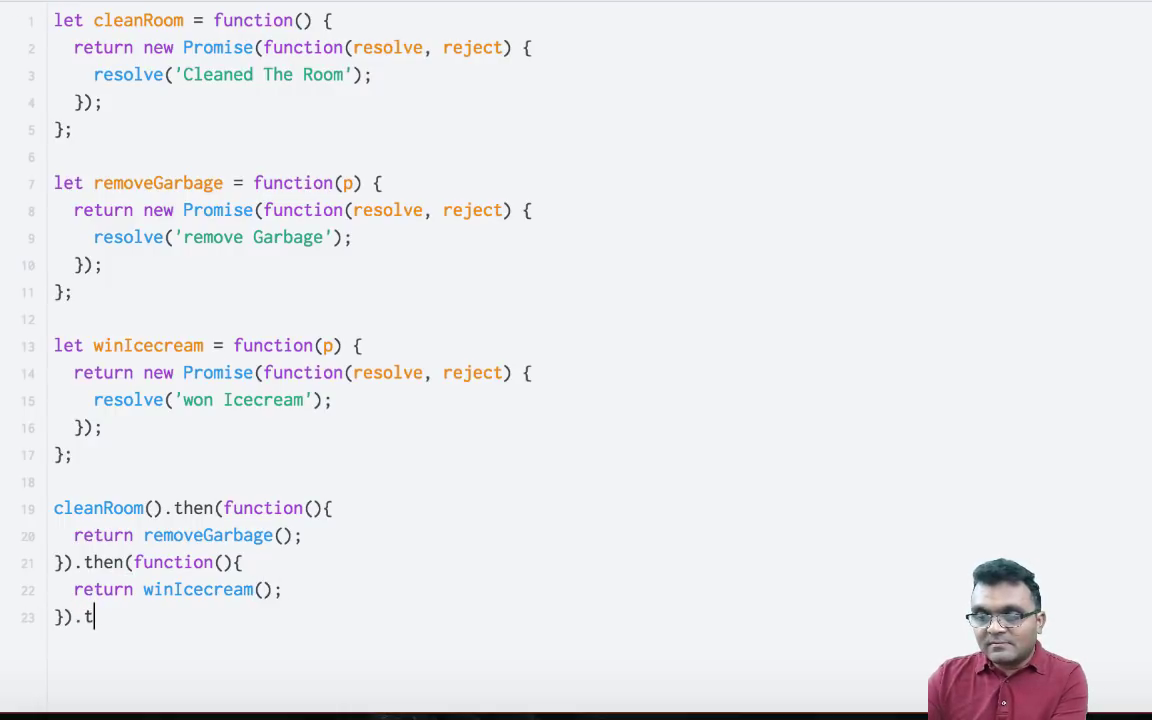 1 let cleanRoom = function() {
2 return new Promise(function(resolve, reject) {
3 resolve('Cleaned The Room');
4 });
5 };
6
7 let removeGarbage = function(p) {
8 return new Promise(function(resolve, reject) {
9 resolve('remove Garbage');
10 });
11 };
12
13 let winIcecream = function(p) {
14 return new Promise(function(resolve, reject) {
15 resolve('won Icecream');
16 });
17 };
18
19 cleanRoom().then(function(){
20 return removeGarbage();
21 }).then(function(){
22 return winIcecream();
23 }).t